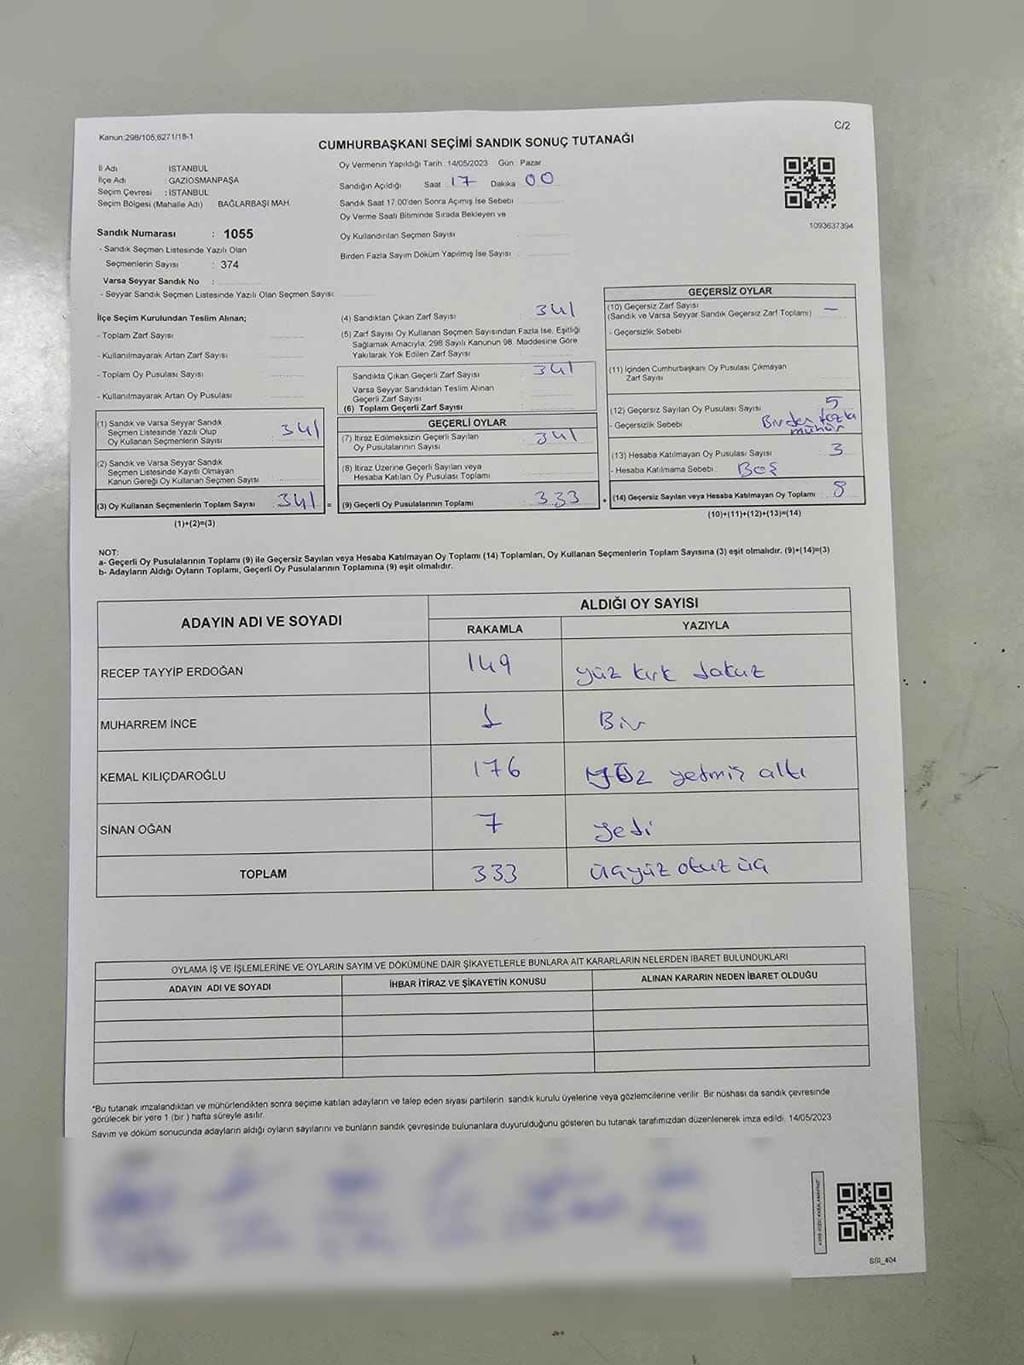 Kanun:298/105,6271/18-1
C/2
CUMHURBAŞKANI SEÇİMİ SANDIK SONUÇ TUTANAĞI
İl Adı : İSTANBUL
İlçe Adı : GAZİOSMANPAŞA
Seçim Çevresi : İSTANBUL
Seçim Bölgesi (Mahalle Adı) BAĞLARBAŞI MAH.
Sandık Numarası : 1055
- Sandık Seçmen Listesinde Yazılı Olan
Seçmenlerin Sayısı : 374
Varsa Seyyar Sandık No :
- Seyyar Sandık Seçmen Listesinde Yazılı Olan Seçmen Sayısı
Oy Vermenin Yapıldığı Tarih : 14/05/2023 Gün : Pazar
Sandığın Açıldığı Saat 17 Dakika 00
Sandık Saat 17.00'den Sonra Açımış İse Sebebi
Oy Verme Saati Bitiminde Sırada Bekleyen ve
Oy Kullandırılan Seçmen Sayısı
Birden Fazla Sayım Döküm Yapılmış İse Sayısı
1093637394
İlçe Seçim Kurulundan Teslim Alınan;
- Toplam Zarf Sayısı
- Kullanılmayarak Artan Zarf Sayısı
- Toplam Oy Pusulası Sayısı
- Kullanılmayarak Artan Oy Pusulası
(1) Sandık ve Varsa Seyyar Sandık
Seçmen Listesinde Yazılı Olup
Oy Kullanan Seçmenlerin Sayısı 341
(2) Sandık ve Varsa Seyyar Sandık
Seçmen Listesinde Kayıtlı Olmayan
Kanun Gereği Oy Kullanan Seçmen Sayısı
(3) Oy Kullanan Seçmenlerin Toplam Sayısı 341 =
(1)+(2)=(3)
(4) Sandıktan Çıkan Zarf Sayısı 341
(5) Zarf Sayısı Oy Kullanan Seçmen Sayısından Fazla İse, Eşitliği
Sağlamak Amacıyla, 298 Sayılı Kanunun 98. Maddesine Göre
Yakılarak Yok Edilen Zarf Sayısı
Sandıkta Çıkan Geçerli Zarf Sayısı 341
Varsa Seyyar Sandıktan Teslim Alınan
Geçerli Zarf Sayısı
(6) Toplam Geçerli Zarf Sayısı
GEÇERLİ OYLAR
(7) İtiraz Edilmeksizin Geçerli Sayılan
Oy Pusulalarının Sayısı 341
(8) İtiraz Üzerine Geçerli Sayılan veya
Hesaba Katılan Oy Pusulası Toplamı
(9) Geçerli Oy Pusulalarının Toplamı 333 +
GEÇERSİZ OYLAR
(10) Geçersiz Zarf Sayısı
(Sandık ve Varsa Seyyar Sandık Geçersiz Zarf Toplamı) —
- Geçersizlik Sebebi
(11) İçinden Cumhurbaşkanı Oy Pusulası Çıkmayan
Zarf Sayısı
(12) Geçersiz Sayılan Oy Pusulası Sayısı 5
- Geçersizlik Sebebi Birden fazla
mühür
(13) Hesaba Katılmayan Oy Pusulası Sayısı 3
- Hesaba Katılmama Sebebi : Boş
(14) Geçersiz Sayılan veya Hesaba Katılmayan Oy Toplamı 8
(10)+(11)+(12)+(13)=(14)
NOT:
a- Geçerli Oy Pusulalarının Toplamı (9) ile Geçersiz Sayılan veya Hesaba Katılmayan Oy Toplamı (14) Toplamları, Oy Kullanan Seçmenlerin Toplam Sayısına (3) eşit olmalıdır. (9)+(14)=(3)
b- Adayların Aldığı Oyların Toplamı, Geçerli Oy Pusulalarının Toplamına (9) eşit olmalıdır.
ADAYIN ADI VE SOYADI ALDIĞI OY SAYISI
RAKAMLA YAZIYLA
RECEP TAYYİP ERDOĞAN 149 yüz kırk dokuz
MUHARREM İNCE 1 Bir
KEMAL KILIÇDAROĞLU 176 yüz yetmiş altı
SİNAN OĞAN 7 yedi
TOPLAM 333 üçyüz otuz üç
OYLAMA İŞ VE İŞLEMLERİNE VE OYLARIN SAYIM VE DÖKÜMÜNE DAİR ŞİKAYETLERLE BUNLARA AİT KARARLARIN NELERDEN İBARET BULUNDUKLARI
ADAYIN ADI VE SOYADI İHBAR İTİRAZ VE ŞİKAYETİN KONUSU ALINAN KARARIN NEDEN İBARET OLDUĞU
*Bu tutanak imzalandıktan ve mühürlendikten sonra seçime katılan adayların ve talep eden siyasi partilerin sandık kurulu üyelerine veya gözlemcilerine verilir. Bir nüshası da sandık çevresinde
görülecek bir yere 1 (bir ) hafta süreyle asılır.
Sayım ve döküm sonucunda adayların aldığı oyların sayılarını ve bunların sandık çevresinde bulunanlara duyurulduğunu gösteren bu tutanak tarafımızdan düzenlenerek imza edildi. 14/05/2023